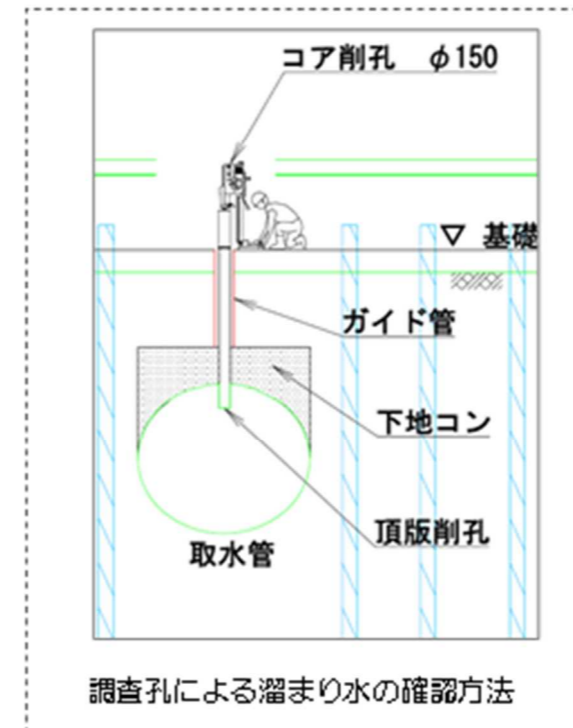 コア削孔 φ150
▽ 基礎
ガイド管
下地コン
頂版削孔
取水管
調査孔による溜まり水の確認方法